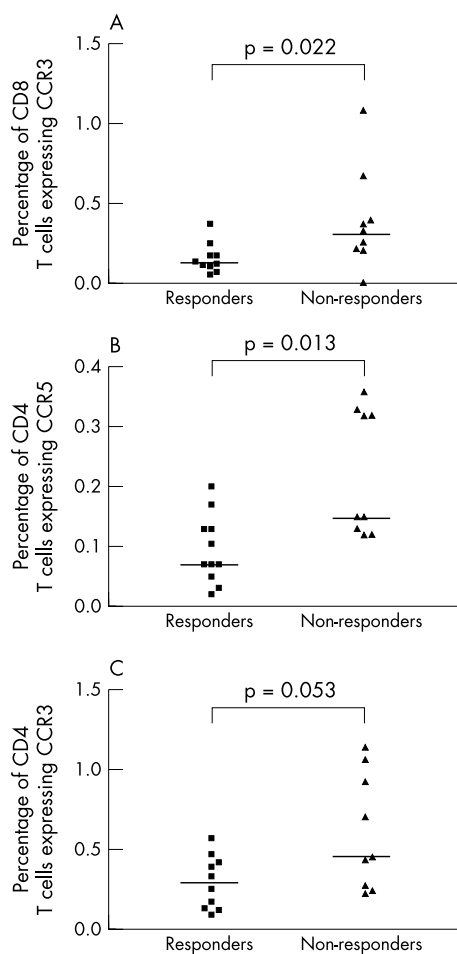 A
p = 0.022
Percentage of CD8
T cells expressing CCR3
1.5
1.0
0.5
0.0
Responders
Non-responders
B
p = 0.013
Percentage of CD4
T cells expressing CCR5
0.4
0.3
0.2
0.1
0.0
Responders
Non-responders
C
p = 0.053
Percentage of CD4
T cells expressing CCR3
1.5
1.0
0.5
0.0
Responders
Non-responders